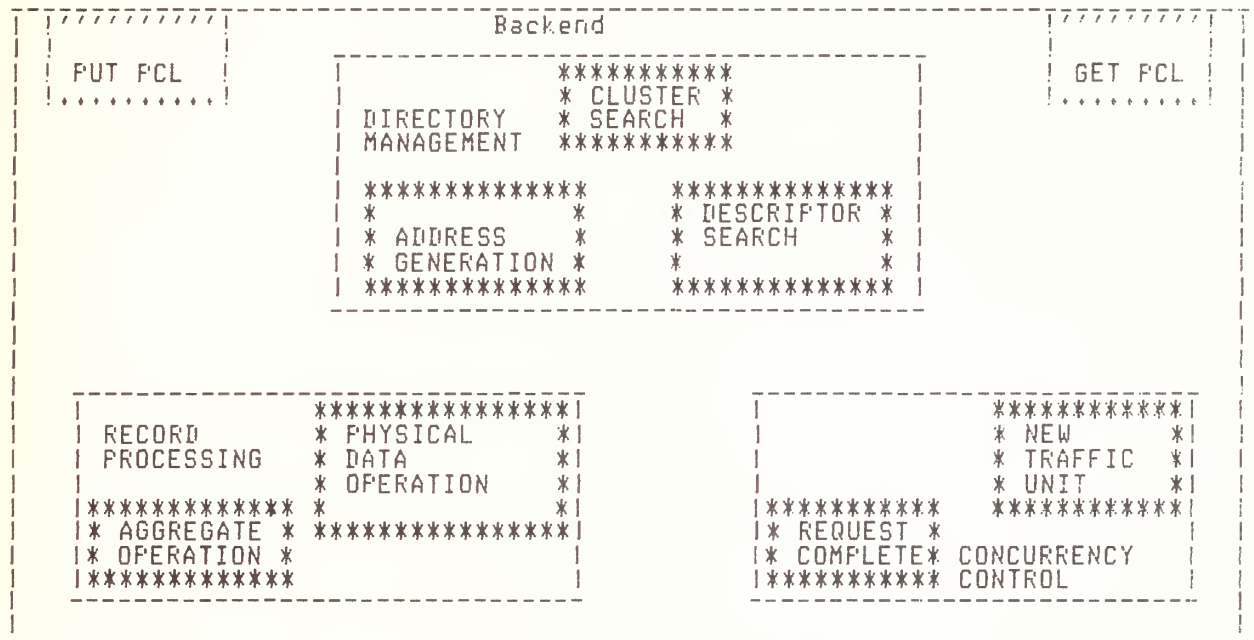 Backend
PUT PCL
GET PCL
DIRECTORY
MANAGEMENT
CLUSTER
SEARCH
ADDRESS
GENERATION
DESCRIPTOR
SEARCH
RECORD
PROCESSING
PHYSICAL
DATA
OPERATION
AGGREGATE
OPERATION
NEW
TRAFFIC
UNIT
REQUEST
COMPLETE
CONCURRENCY
CONTROL